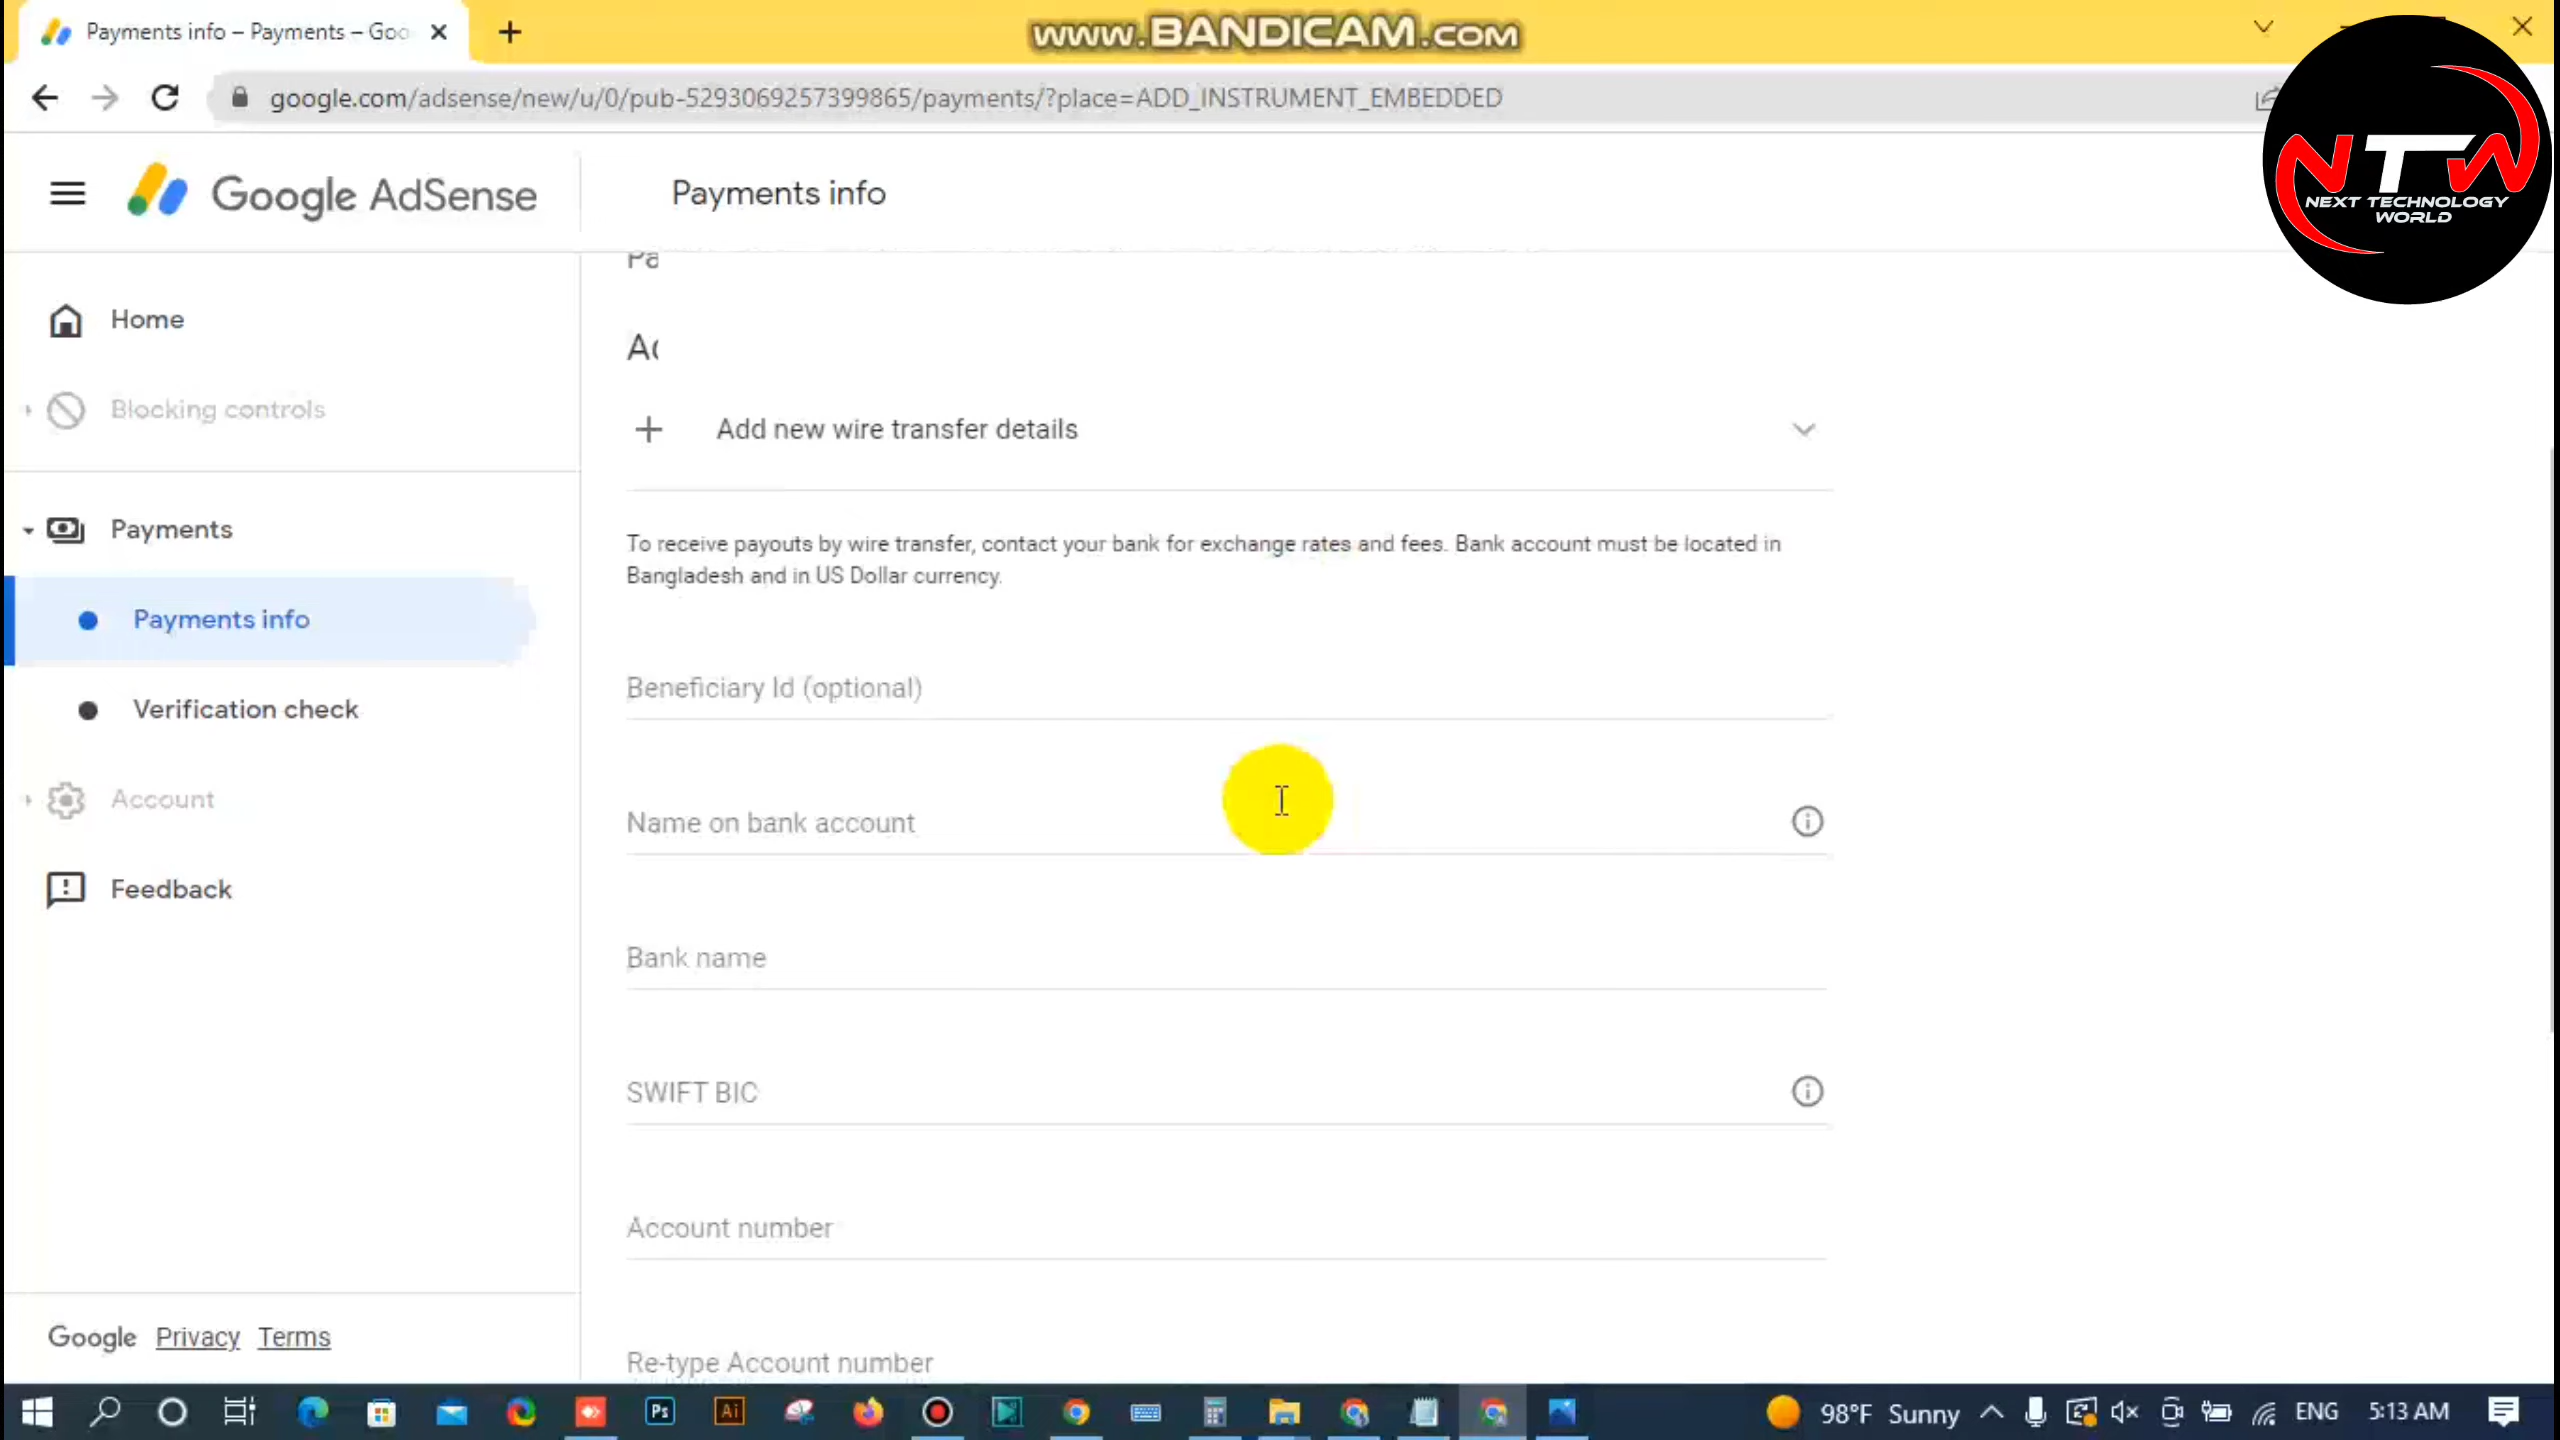 Payments info – Payments – Goo
www.BANDICAM.com
google.com/adsense/new/u/0/pub-5293069257399865/payments/?place=ADD_INSTRUMENT_EMBEDDED
NTW
NEXT TECHNOLOGY
WORLD
Google AdSense
Payments info
Home
Blocking controls
Payments
Payments info
Verification check
Account
Feedback
Google Privacy Terms
Add new wire transfer details
To receive payouts by wire transfer, contact your bank for exchange rates and fees. Bank account must be located in
Bangladesh and in US Dollar currency.
Beneficiary Id (optional)
Name on bank account
Bank name
SWIFT BIC
Account number
Re-type Account number
Ps
Ai
98°F Sunny
ENG
5:13 AM